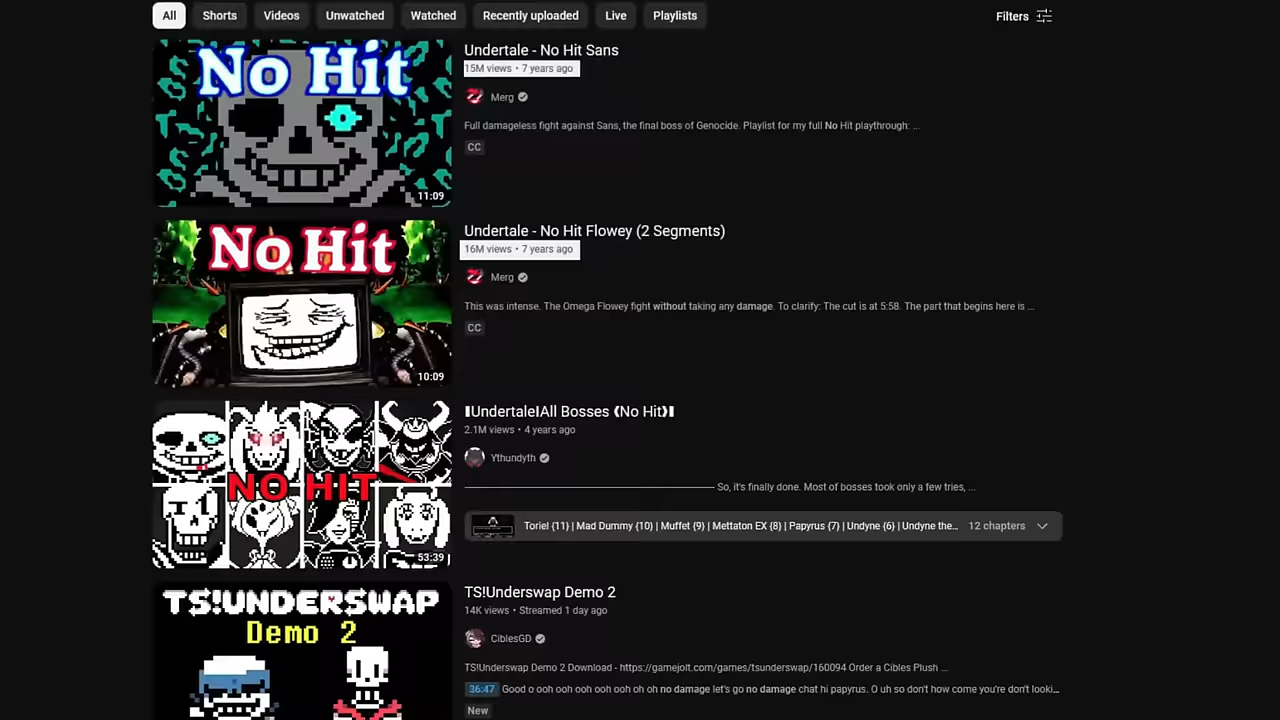 All Shorts Videos Unwatched Watched Recently uploaded Live Playlists Filters
No Hit
11:09
Undertale - No Hit Sans
15M views • 7 years ago
Merg
Full damageless fight against Sans, the final boss of Genocide. Playlist for my full No Hit playthrough: ...
CC
No Hit
10:09
Undertale - No Hit Flowey (2 Segments)
16M views • 7 years ago
Merg
This was intense. The Omega Flowey fight without taking any damage. To clarify: The cut is at 5:58. The part that begins here is ...
CC
NO HIT
53:39
❚Undertale❙All Bosses《No Hit》❚
2.1M views • 4 years ago
Ythundyth
So, it's finally done. Most of bosses took only a few tries, ...
Toriel {11} | Mad Dummy {10} | Muffet {9} | Mettaton EX {8} | Papyrus {7} | Undyne {6} | Undyne the... 12 chapters
TS!UNDERSWAP
Demo 2
TS!Underswap Demo 2
14K views • Streamed 1 day ago
CiblesGD
TS!Underswap Demo 2 Download - https://gamejolt.com/games/tsunderswap/160094 Order a Cibles Plush ...
36:47 Good o ooh ooh ooh ooh ooh oh oh no damage let's go no damage chat hi papyrus. O uh so don't how come you're don't looki...
New